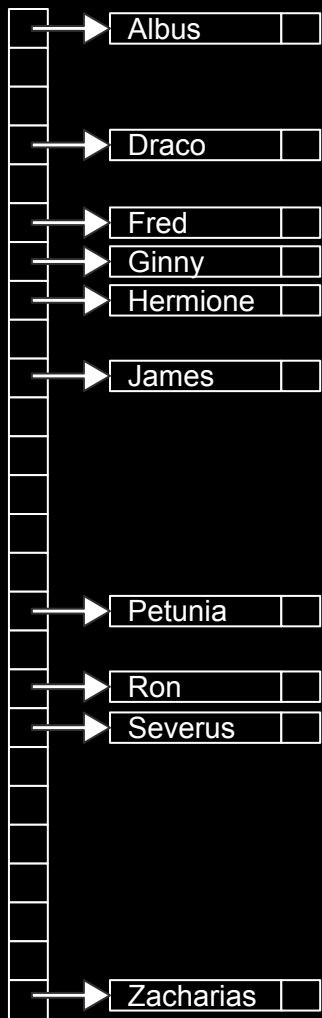 Albus
Draco
Fred
Ginny
Hermione
James
Petunia
Ron
Severus
Zacharias